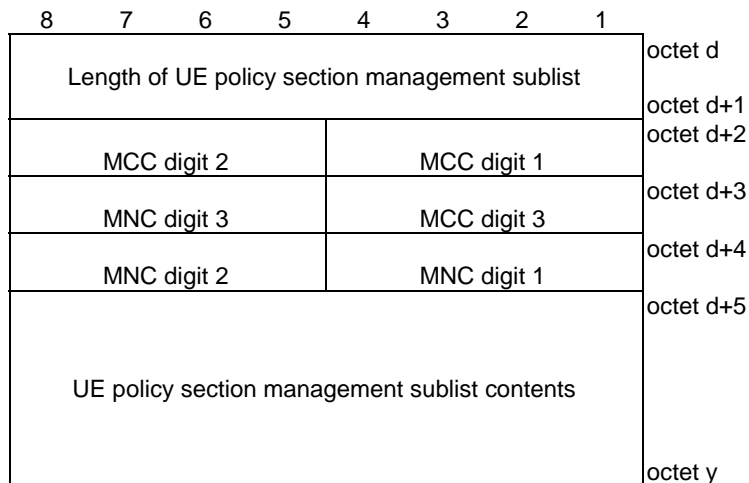 8 7 6 5 4 3 2 1
octet d
Length of UE policy section management sublist
octet d+1
octet d+2
MCC digit 2 MCC digit 1
octet d+3
MNC digit 3 MCC digit 3
octet d+4
MNC digit 2 MNC digit 1
octet d+5
UE policy section management sublist contents
octet y